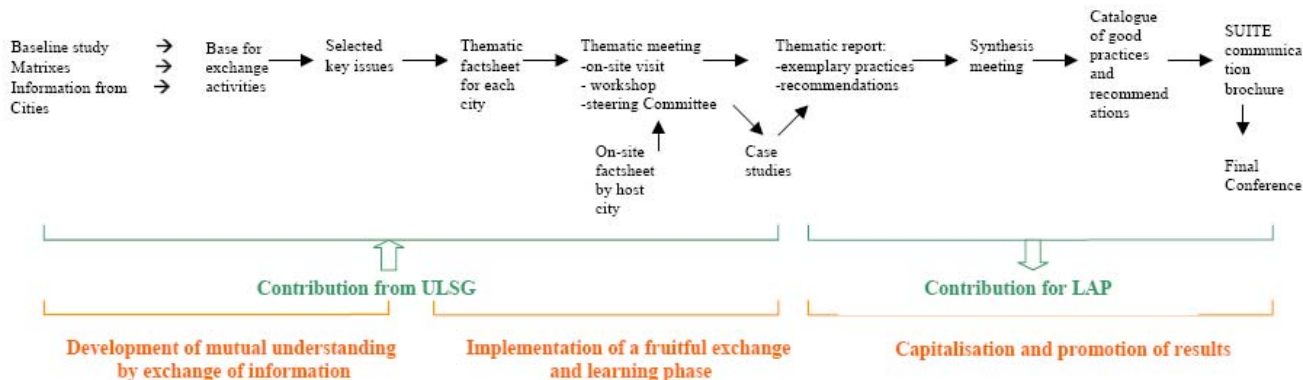 Baseline study →
Matrixes →
Information from →
Cities
Base for
exchange
activities
Selected
key issues
Thematic
factsheet
for each
city
Thematic meeting
-on-site visit
- workshop
-steering Committee
On-site
factsheet
by host
city
Case
studies
Thematic report:
-exemplary practices
-recommendations
Synthesis
meeting
Catalogue
of good
practices
and
recommend
ations
SUITE
communica
tion
brochure
Final
Conference
Contribution from ULSG
Contribution for LAP
Development of mutual understanding
by exchange of information
Implementation of a fruitful exchange
and learning phase
Capitalisation and promotion of results